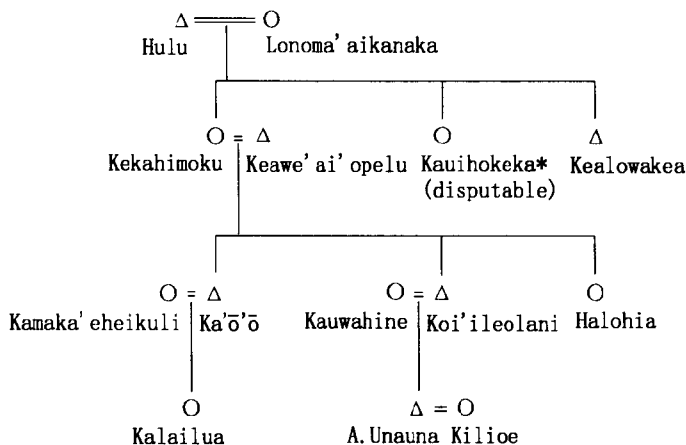 Δ O
Hulu Lonoma'aikanaka
O = Δ O Δ
Kekahimoku Keawe'ai'opelu Kauihokeka* Kealowakea
(disputable)
O = Δ O = Δ O
Kamaka'eheikuli Ka'ō'ō Kauwahine Koi'ileolani Halohia
O Δ = O
Kalailua A.Unauna Kilioe